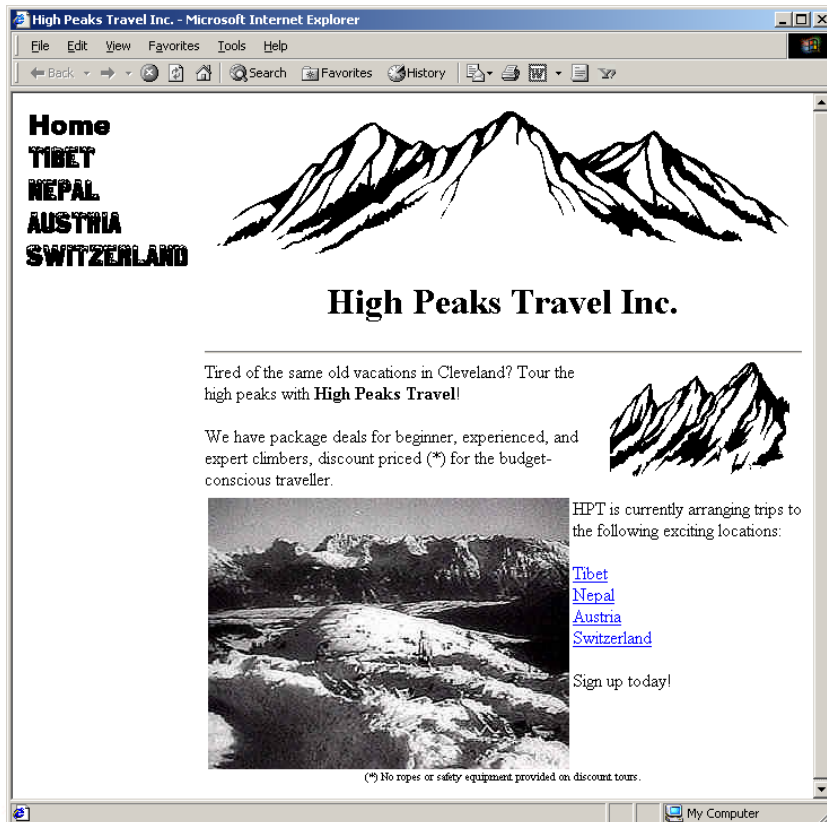 High Peaks Travel Inc. - Microsoft Internet Explorer
File Edit View Favorites Tools Help
Back Search Favorites History
Home
TIBET
NEPAL
AUSTRIA
SWITZERLAND
High Peaks Travel Inc.
Tired of the same old vacations in Cleveland? Tour the
high peaks with High Peaks Travel!
We have package deals for beginner, experienced, and
expert climbers, discount priced (*) for the budget-
conscious traveller.
HPT is currently arranging trips to
the following exciting locations:
Tibet
Nepal
Austria
Switzerland
Sign up today!
(*) No ropes or safety equipment provided on discount tours.
My Computer